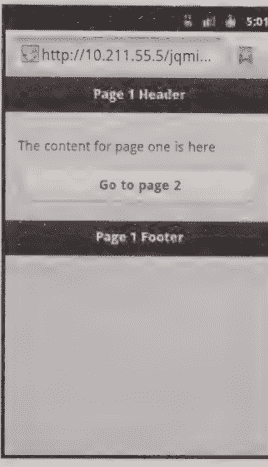 5:01
http://10.211.55.5/jqmi...
Page 1 Header
The content for page one is here
Go to page 2
Page 1 Footer